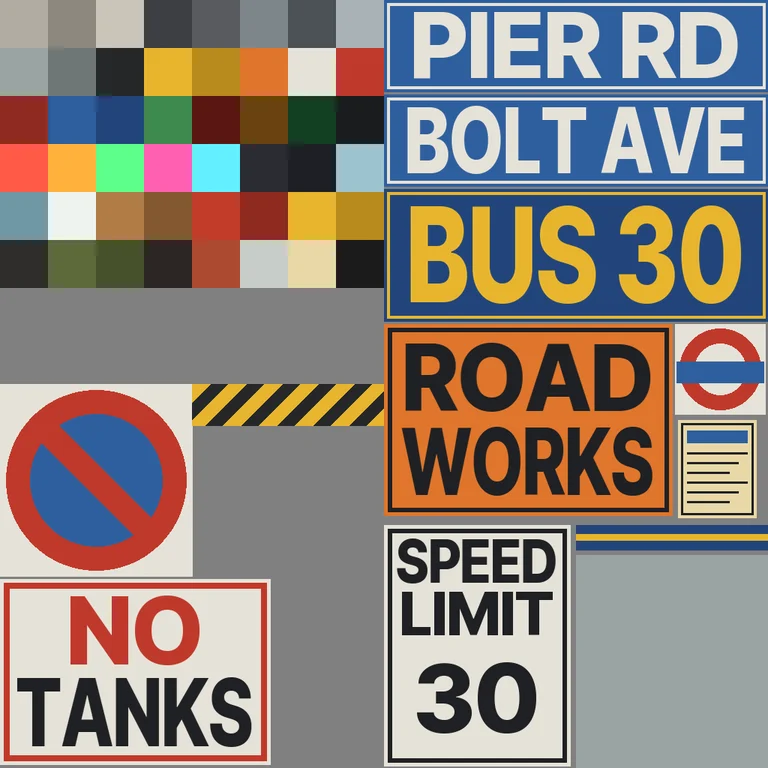 PIER RD
BOLT AVE
BUS 30
ROAD
WORKS
NO
TANKS
SPEED
LIMIT
30